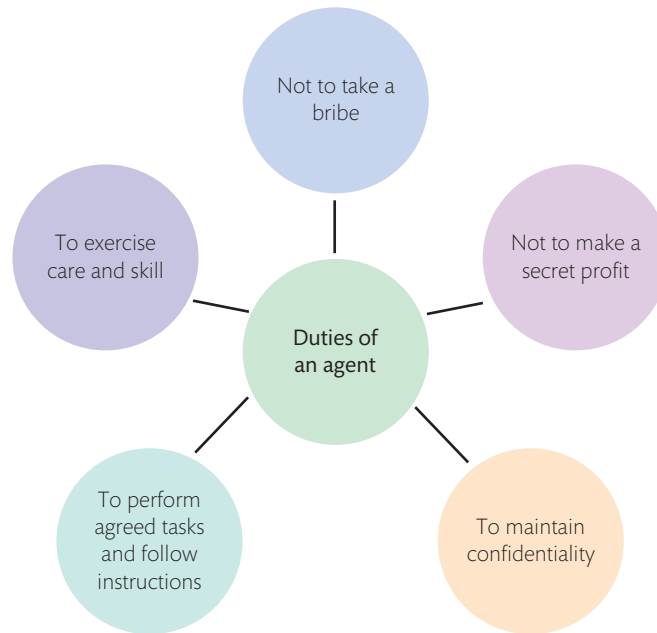 Not to take a
bribe
To exercise
care and skill
Not to make a
secret profit
Duties of
an agent
To perform
agreed tasks
and follow
instructions
To maintain
confidentiality